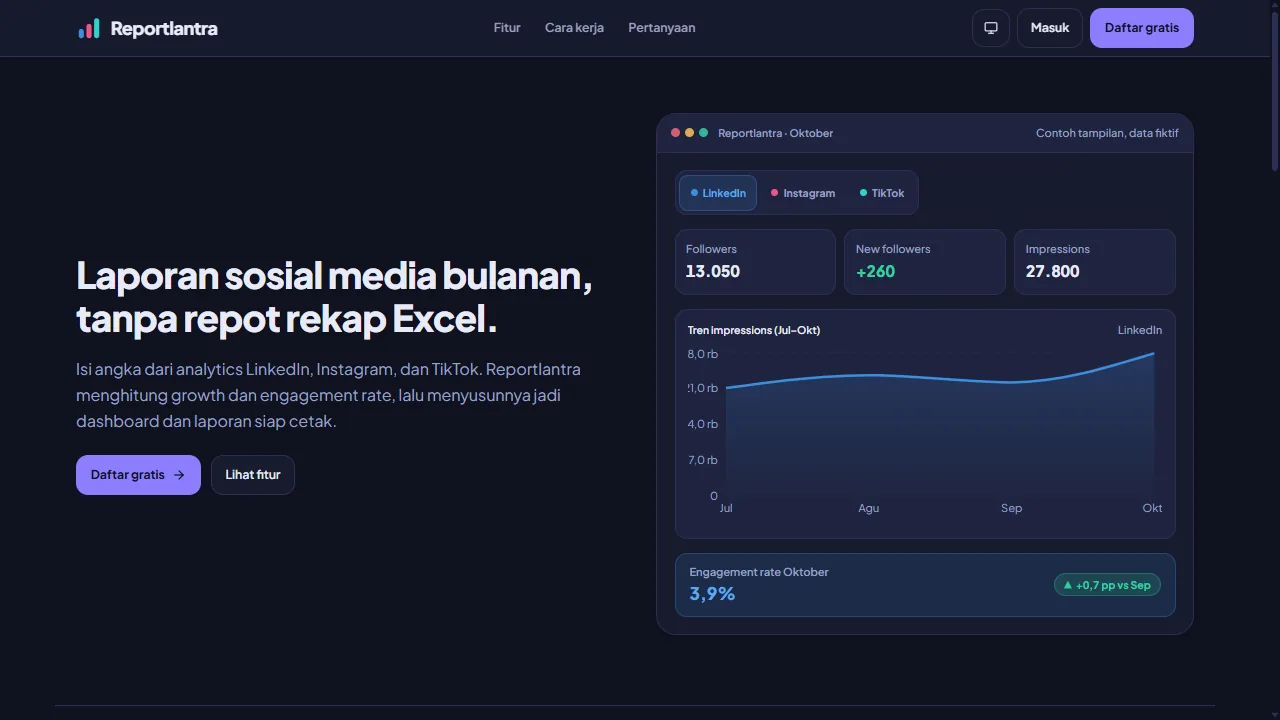 Reportlantra
Fitur
Cara kerja
Pertanyaan
Masuk
Daftar gratis
Laporan sosial media bulanan,
tanpa repot rekap Excel.
Isi angka dari analytics LinkedIn, Instagram, dan TikTok. Reportlantra
menghitung growth dan engagement rate, lalu menyusunnya jadi
dashboard dan laporan siap cetak.
Daftar gratis
Lihat fitur
Reportlantra · Oktober
Contoh tampilan, data fiktif
LinkedIn
Instagram
TikTok
Followers
13.050
New followers
+260
Impressions
27.800
Tren impressions (Jul–Okt)
LinkedIn
8,0 rb
1,0 rb
4,0 rb
7,0 rb
0
Jul
Agu
Sep
Okt
Engagement rate Oktober
3,9%
▲ +0,7 pp vs Sep